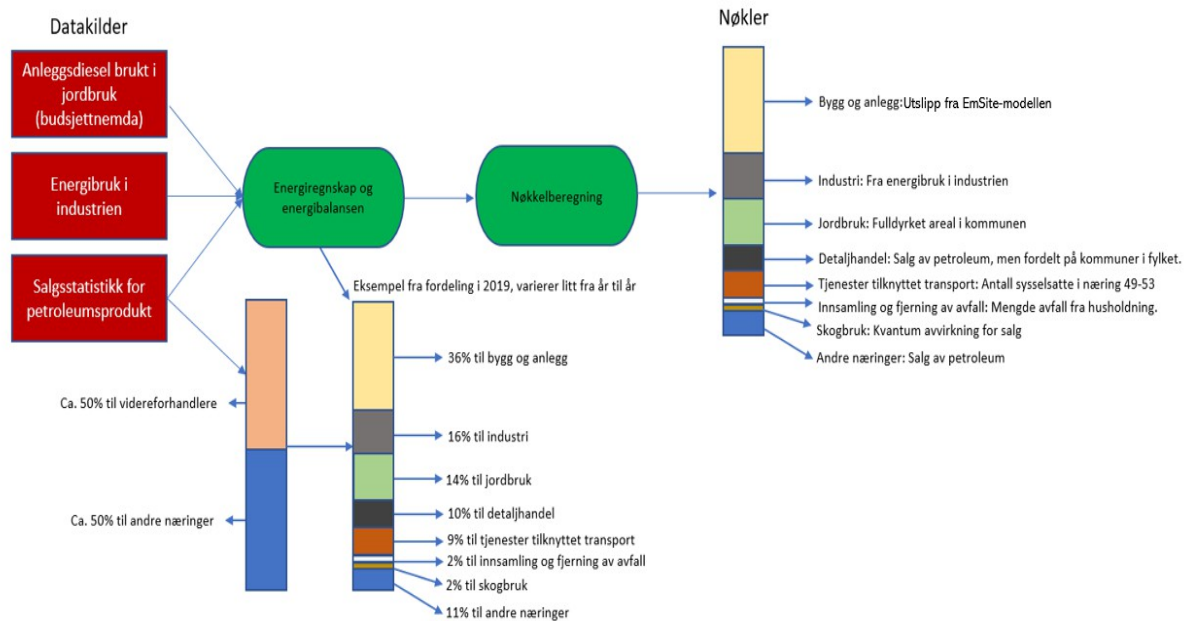 Datakilder
Anleggsdiesel brukt i
jordbruk
(budsjettnemda)
Energibruk i
industrien
Salgsstatistikk for
petroleumsprodukt
Energiregnskap og
energibalansen
Nøkkelberegning
Eksempel fra fordeling i 2019, varierer litt fra år til år
Ca. 50% til videreforhandlere
Ca. 50% til andre næringer
36% til bygg og anlegg
16% til industri
14% til jordbruk
10% til detaljhandel
9% til tjenester tilknyttet transport
2% til innsamling og fjerning av avfall
2% til skogbruk
11% til andre næringer
Nøkler
Bygg og anlegg:Utslipp fra EmSite-modellen
Industri: Fra energibruk i industrien
Jordbruk: Fulldyrket areal i kommunen
Detaljhandel: Salg av petroleum, men fordelt på kommuner i fylket.
Tjenester tilknyttet transport: Antall sysselsatte i næring 49-53
Innsamling og fjerning av avfall: Mengde avfall fra husholdning.
Skogbruk: Kvantum avvirkning for salg
Andre næringer: Salg av petroleum